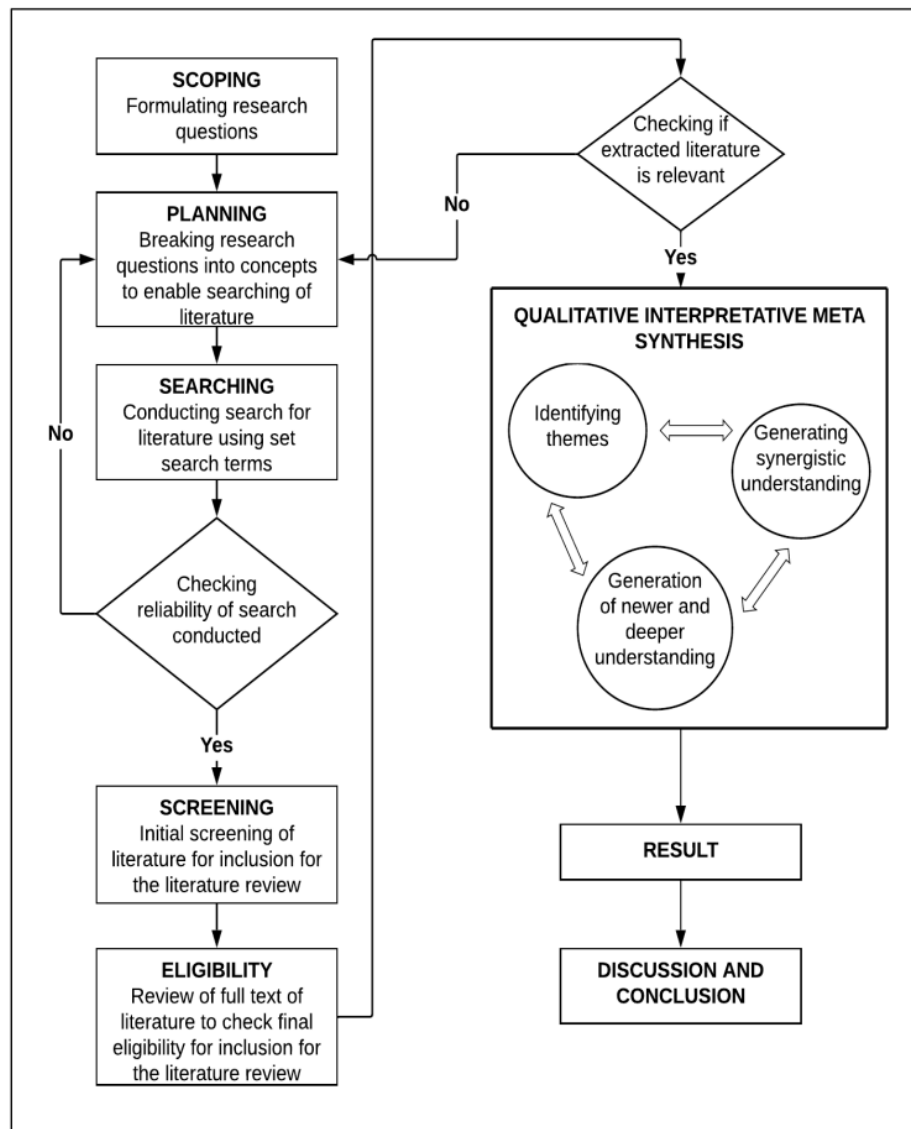 SCOPING
Formulating research
questions
PLANNING
Breaking research
questions into concepts
to enable searching of
literature
SEARCHING
Conducting search for
literature using set
search terms
No
Checking
reliability of search
conducted
Yes
SCREENING
Initial screening of
literature for inclusion for
the literature review
ELIGIBILITY
Review of full text of
literature to check final
eligibility for inclusion for
the literature review
Checking if
extracted literature
is relevant
No
Yes
QUALITATIVE INTERPRETATIVE META
SYNTHESIS
Identifying
themes
Generating
synergistic
understanding
Generation
of newer and
deeper
understanding
RESULT
DISCUSSION AND
CONCLUSION